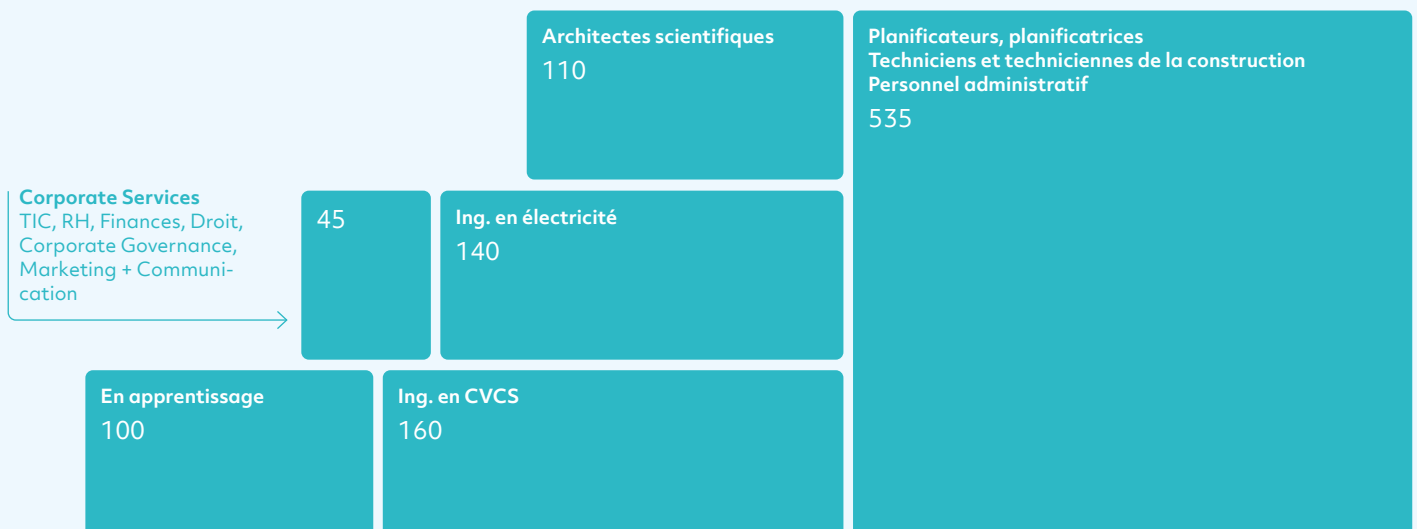 Architectes scientifiques
110
Planificateurs, planificatrices
Techniciens et techniciennes de la construction
Personnel administratif
535
Corporate Services
TIC, RH, Finances, Droit,
Corporate Governance,
Marketing + Communi-
cation
45
Ing. en électricité
140
En apprentissage
100
Ing. en CVCS
160